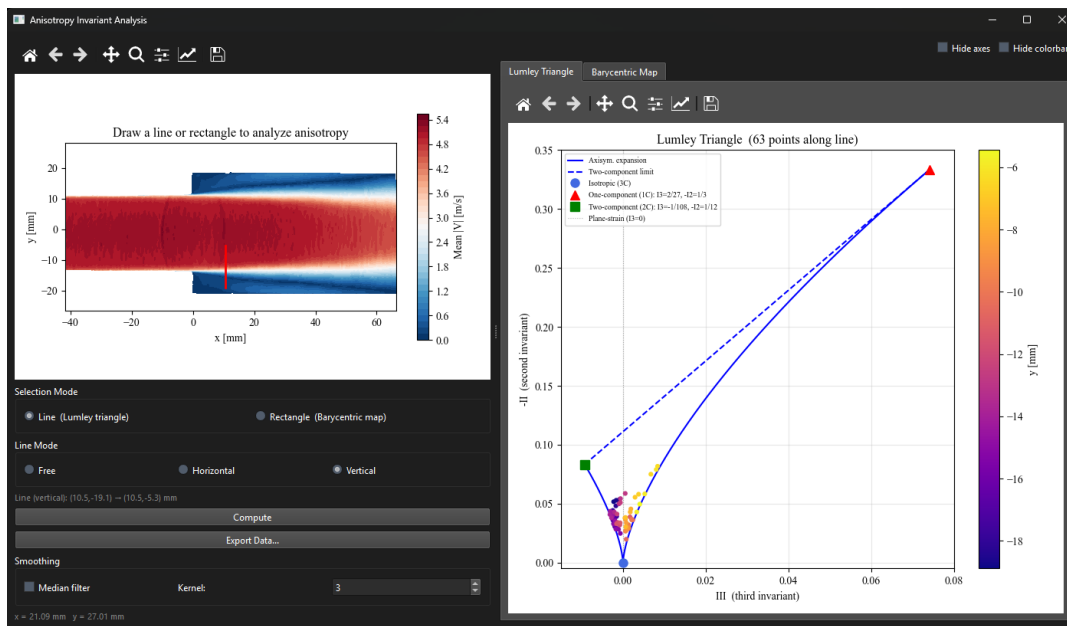 Anisotropy Invariant Analysis
Hide axes
Hide colorbar
Draw a line or rectangle to analyze anisotropy
20
10
0
−10
−20
y [mm]
−40
−20
0
20
40
60
x [mm]
5.4
4.8
4.2
3.6
3.0
2.4
1.8
1.2
0.6
0.0
Mean |V| [m/s]
Selection Mode
Line (Lumley triangle)
Rectangle (Barycentric map)
Line Mode
Free
Horizontal
Vertical
Line (vertical): (10.5,-19.1) → (10.5,-5.3) mm
Compute
Export Data...
Smoothing
Median filter
Kernel:
3
x = 21.09 mm y = 27.01 mm
Lumley Triangle
Barycentric Map
Lumley Triangle (63 points along line)
Axisym. expansion
Two-component limit
Isotropic (3C)
One-component (1C): I3=2/27, -I2=1/3
Two-component (2C): I3=-1/108, -I2=1/12
Plane-strain (I3=0)
0.35
0.30
0.25
0.20
0.15
0.10
0.05
0.00
-II (second invariant)
0.00
0.02
0.04
0.06
0.08
III (third invariant)
−6
−8
−10
−12
−14
−16
−18
y [mm]